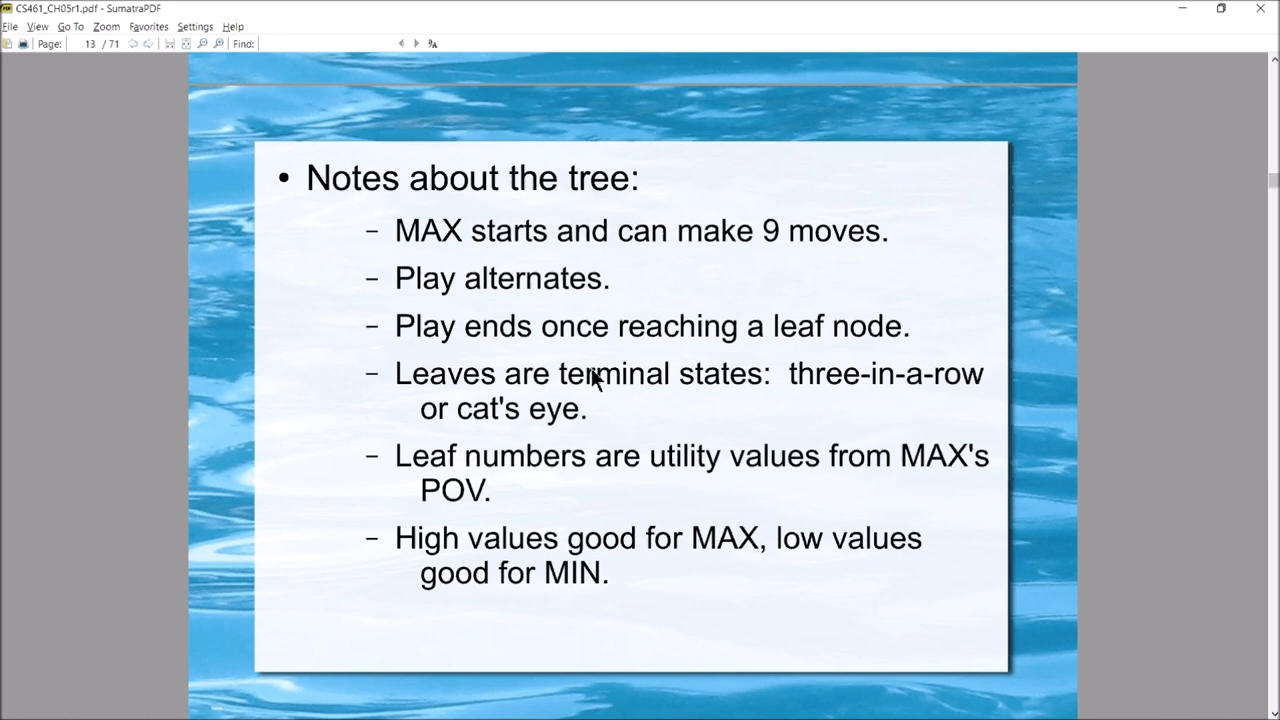 CS461_CH05r1.pdf - SumatraPDF
File View Go To Zoom Favorites Settings Help
Page: 13 / 71 Find:
• Notes about the tree:
– MAX starts and can make 9 moves.
– Play alternates.
– Play ends once reaching a leaf node.
– Leaves are terminal states: three-in-a-row
or cat's eye.
– Leaf numbers are utility values from MAX's
POV.
– High values good for MAX, low values
good for MIN.